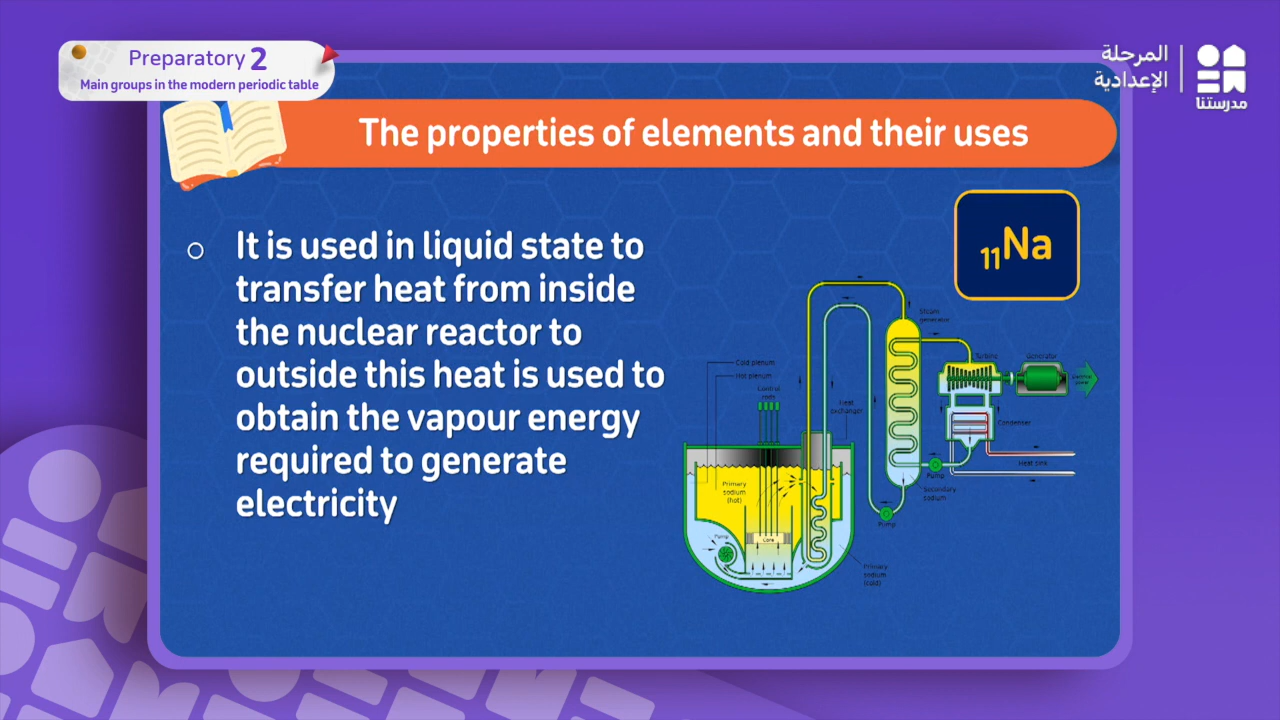 Preparatory 2
Main groups in the modern periodic table
المرحلة
الإعدادية
مدرستنا
The properties of elements and their uses
11Na
It is used in liquid state to
transfer heat from inside
the nuclear reactor to
outside this heat is used to
obtain the vapour energy
required to generate
electricity
Steam
generator
Turbine
Generator
Electrical
power
Cold plenum
Hot plenum
Control
rods
Heat
exchanger
Condenser
Heat sink
Pump
Secondary
sodium
Pump
Primary
sodium
(hot)
Pump
Core
Primary
sodium
(cold)